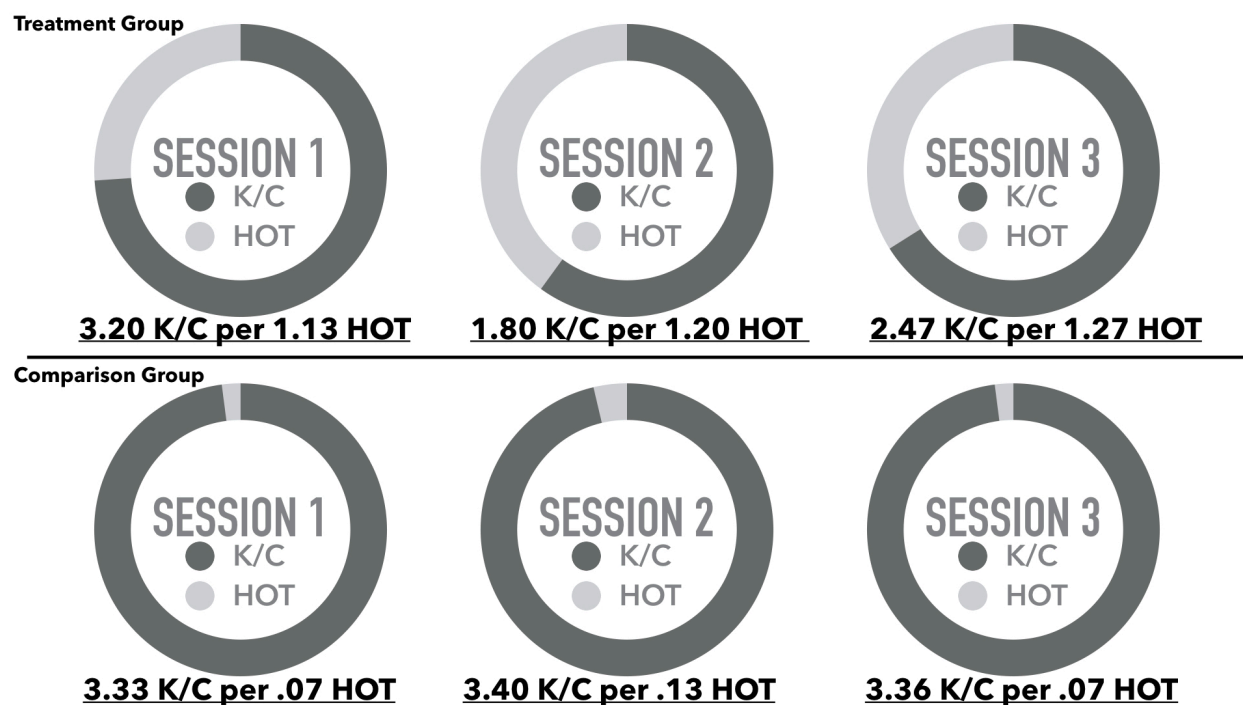 Treatment Group
SESSION 1
K/C
HOT
3.20 K/C per 1.13 HOT
SESSION 2
K/C
HOT
1.80 K/C per 1.20 HOT
SESSION 3
K/C
HOT
2.47 K/C per 1.27 HOT
Comparison Group
SESSION 1
K/C
HOT
3.33 K/C per .07 HOT
SESSION 2
K/C
HOT
3.40 K/C per .13 HOT
SESSION 3
K/C
HOT
3.36 K/C per .07 HOT